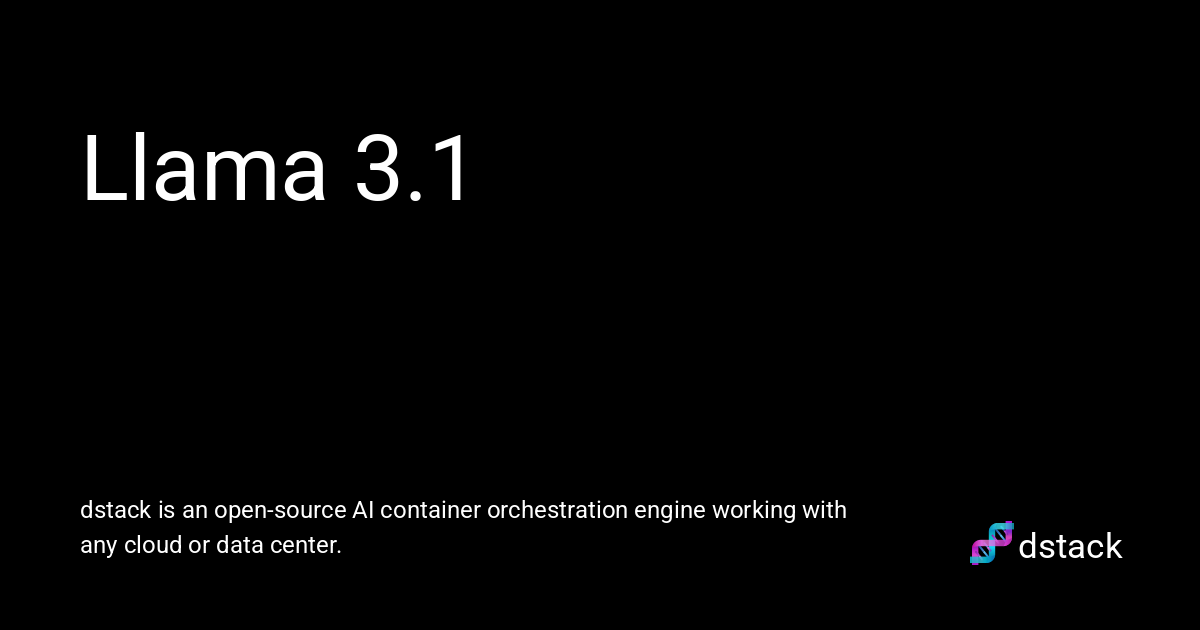 Llama 3.1
dstack is an open-source AI container orchestration engine working with
any cloud or data center.
dstack